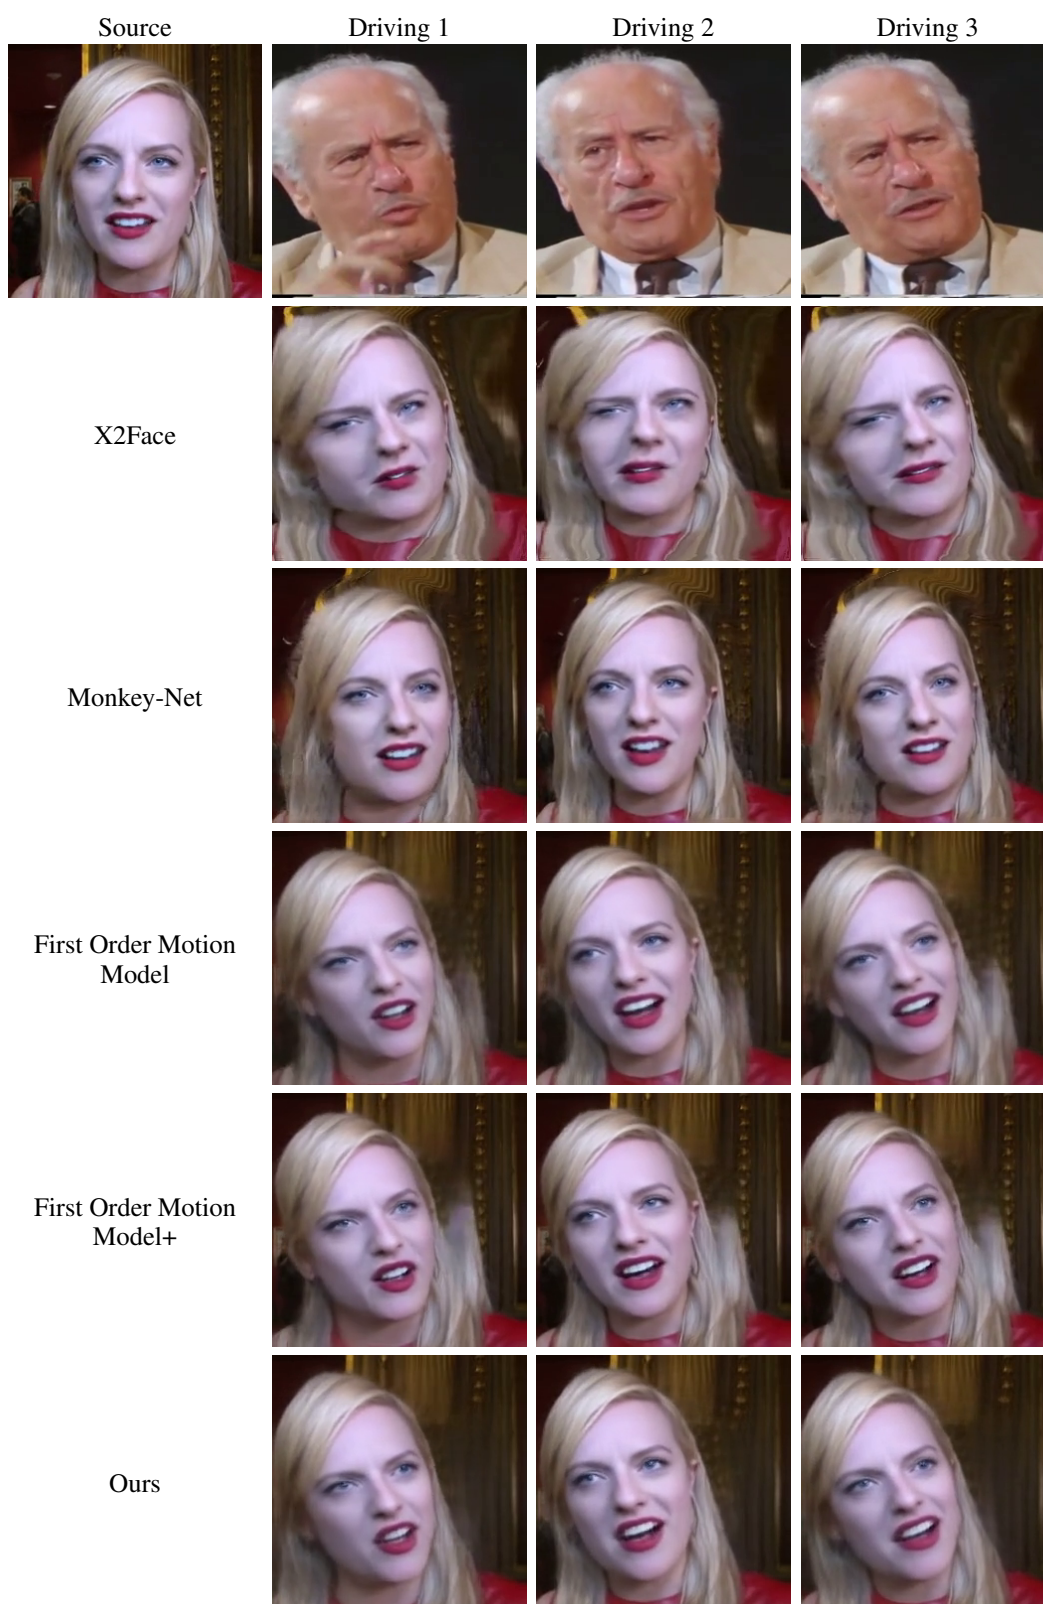 Source
Driving 1
Driving 2
Driving 3
X2Face
Monkey-Net
First Order Motion
Model
First Order Motion
Model+
Ours